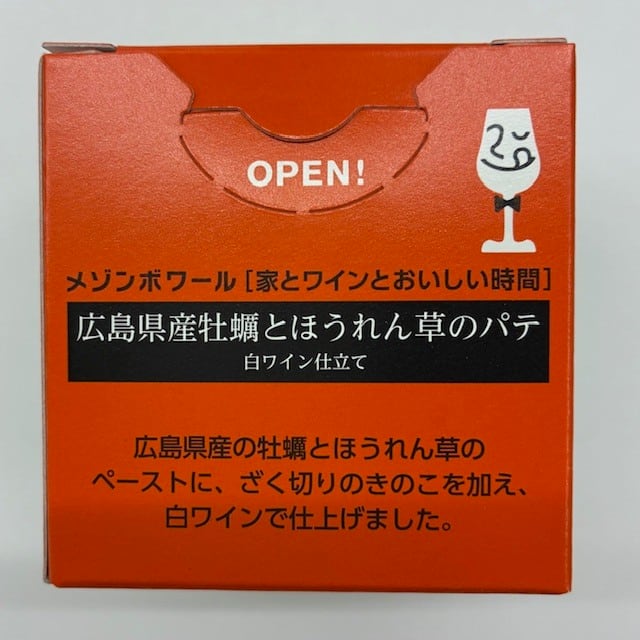 OPEN!
メゾンボワール［家とワインとおいしい時間］
広島県産牡蠣とほうれん草のパテ
白ワイン仕立て
広島県産の牡蠣とほうれん草の
ペーストに、ざく切りのきのこを加え、
白ワインで仕上げました。